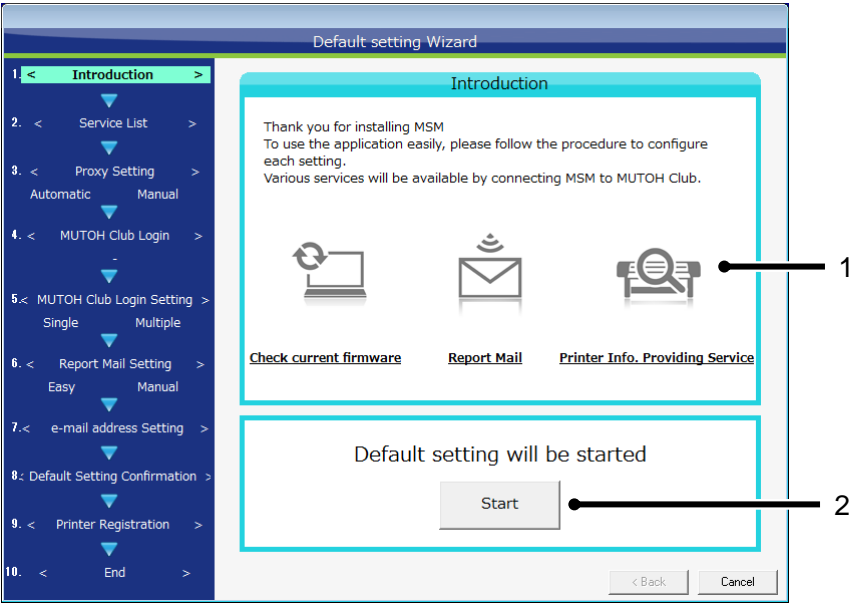 Default setting Wizard
1. < Introduction >
2. < Service List >
3. < Proxy Setting >
Automatic Manual
4. < MUTOH Club Login >
-
5.< MUTOH Club Login Setting >
Single Multiple
6. < Report Mail Setting >
Easy Manual
7.< e-mail address Setting >
8.< Default Setting Confirmation >
9. < Printer Registration >
10. < End >
Introduction
Thank you for installing MSM
To use the application easily, please follow the procedure to configure
each setting.
Various services will be available by connecting MSM to MUTOH Club.
Check current firmware Report Mail Printer Info. Providing Service
1
Default setting will be started
Start
2
< Back Cancel